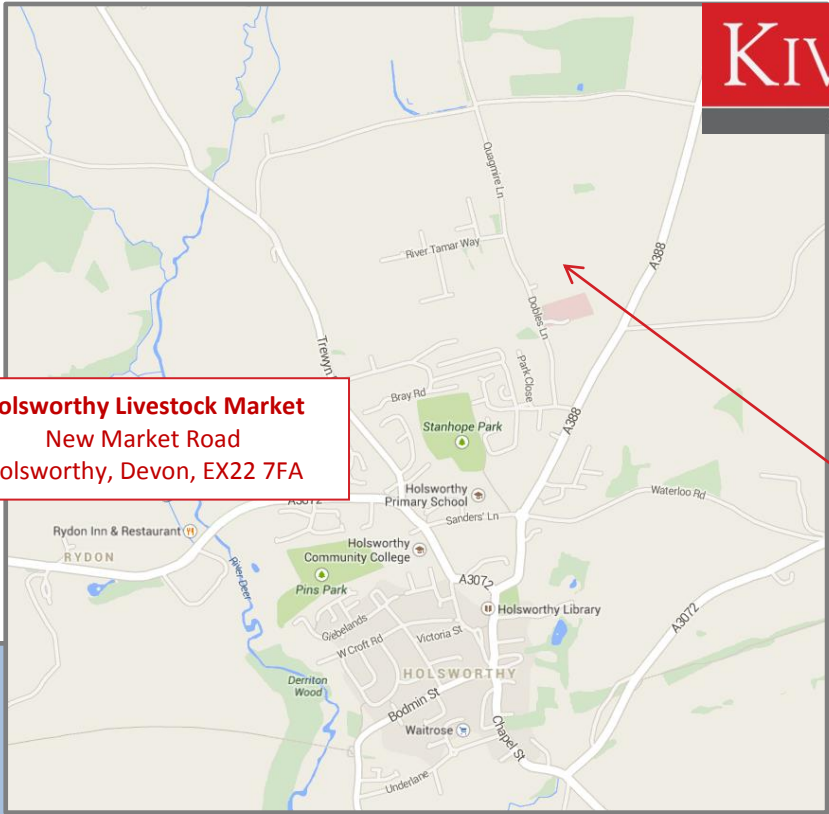 KIV
Quagmire Ln
River Tamar Way
A388
Dobles Ln
Trewyn
Park Close
Bray Rd
olsworthy Livestock Market
New Market Road
olsworthy, Devon, EX22 7FA
Stanhope Park
A388
Holsworthy
Primary School
Waterloo Rd
A3072
Sanders' Ln
Rydon Inn & Restaurant
RYDON
Holsworthy
Community College
River Deer
Pins Park
A3072
Holsworthy Library
A3072
Glebelands
Victoria St
W Croft Rd
HOLSWORTHY
Derriton
Wood
Bodmin St
Waitrose
Chapel St
Underlane